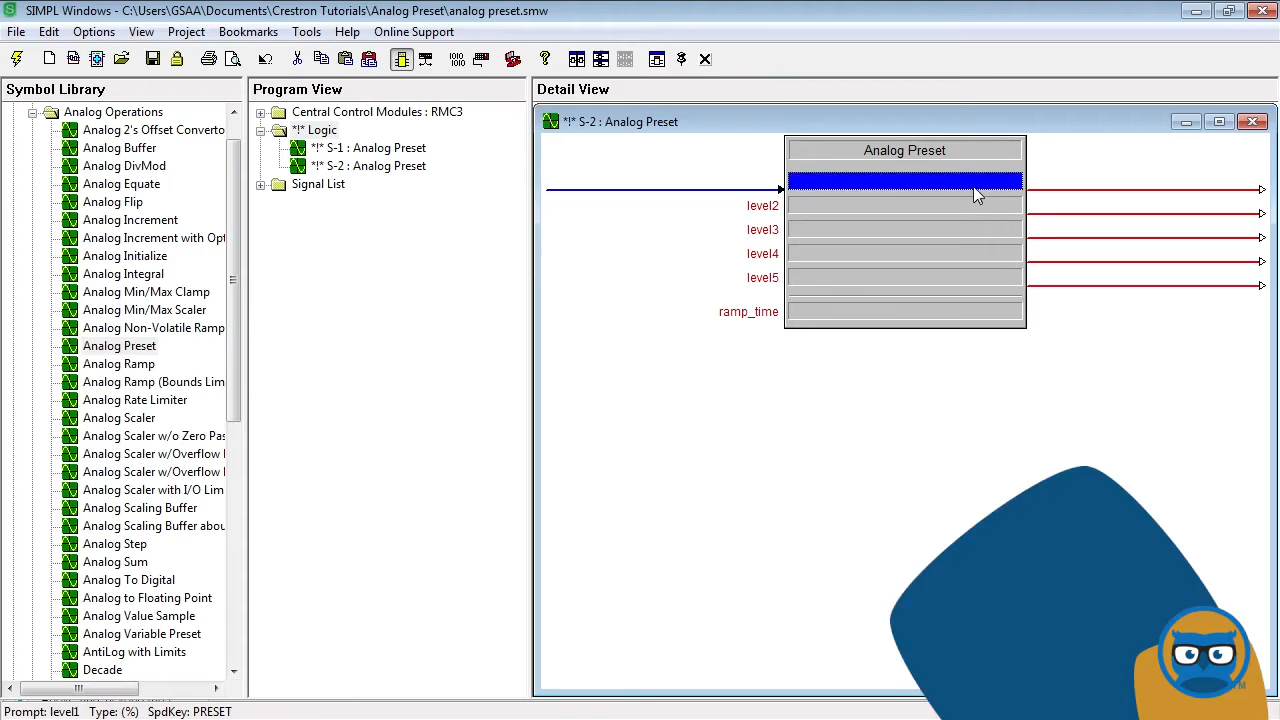 SIMPL Windows - C:\Users\GSAA\Documents\Crestron Tutorials\Analog Preset\analog preset.smw
File Edit Options View Project Bookmarks Tools Help Online Support
Symbol Library
Analog Operations
Analog 2's Offset Converto
Analog Buffer
Analog DivMod
Analog Equate
Analog Flip
Analog Increment
Analog Increment with Opt
Analog Initialize
Analog Integral
Analog Min/Max Clamp
Analog Min/Max Scaler
Analog Non-Volatile Ramp
Analog Preset
Analog Ramp
Analog Ramp (Bounds Lim
Analog Rate Limiter
Analog Scaler
Analog Scaler w/o Zero Pas
Analog Scaler w/Overflow
Analog Scaler w/Overflow
Analog Scaler with I/O Lim
Analog Scaling Buffer
Analog Scaling Buffer abou
Analog Step
Analog Sum
Analog To Digital
Analog to Floating Point
Analog Value Sample
Analog Variable Preset
AntiLog with Limits
Decade
Program View
Central Control Modules : RMC3
*!* Logic
*!* S-1 : Analog Preset
*!* S-2 : Analog Preset
Signal List
Detail View
*!* S-2 : Analog Preset
Analog Preset
level2
level3
level4
level5
ramp_time
TM
Prompt: level1 Type: (%) SpdKey: PRESET